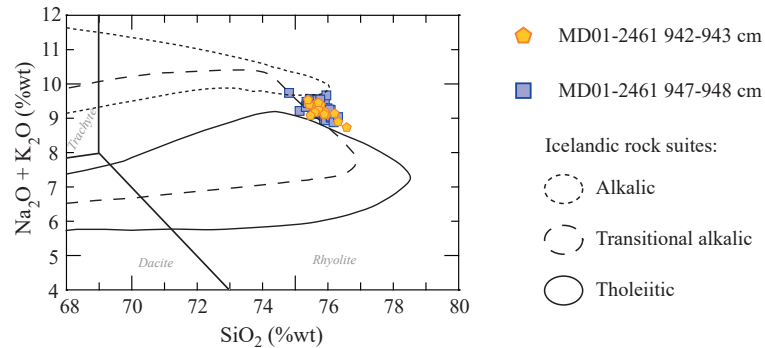 12
11
10
9
8
7
6
5
4
Na₂O + K₂O (%wt)
Trachyte
Dacite
Rhyolite
68 70 72 74 76 78 80
SiO₂ (%wt)
MD01-2461 942-943 cm
MD01-2461 947-948 cm
Icelandic rock suites:
Alkalic
Transitional alkalic
Tholeiitic